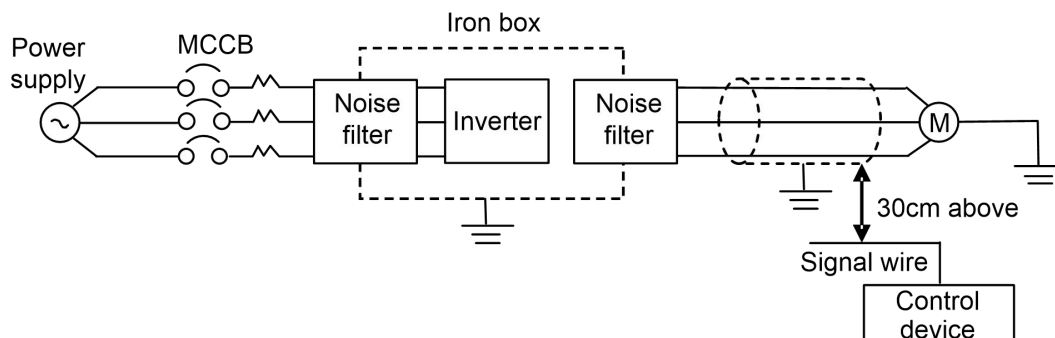 Iron box
Power
supply
MCCB
Noise
filter
Inverter
Noise
filter
M
30cm above
Signal wire
Control
device